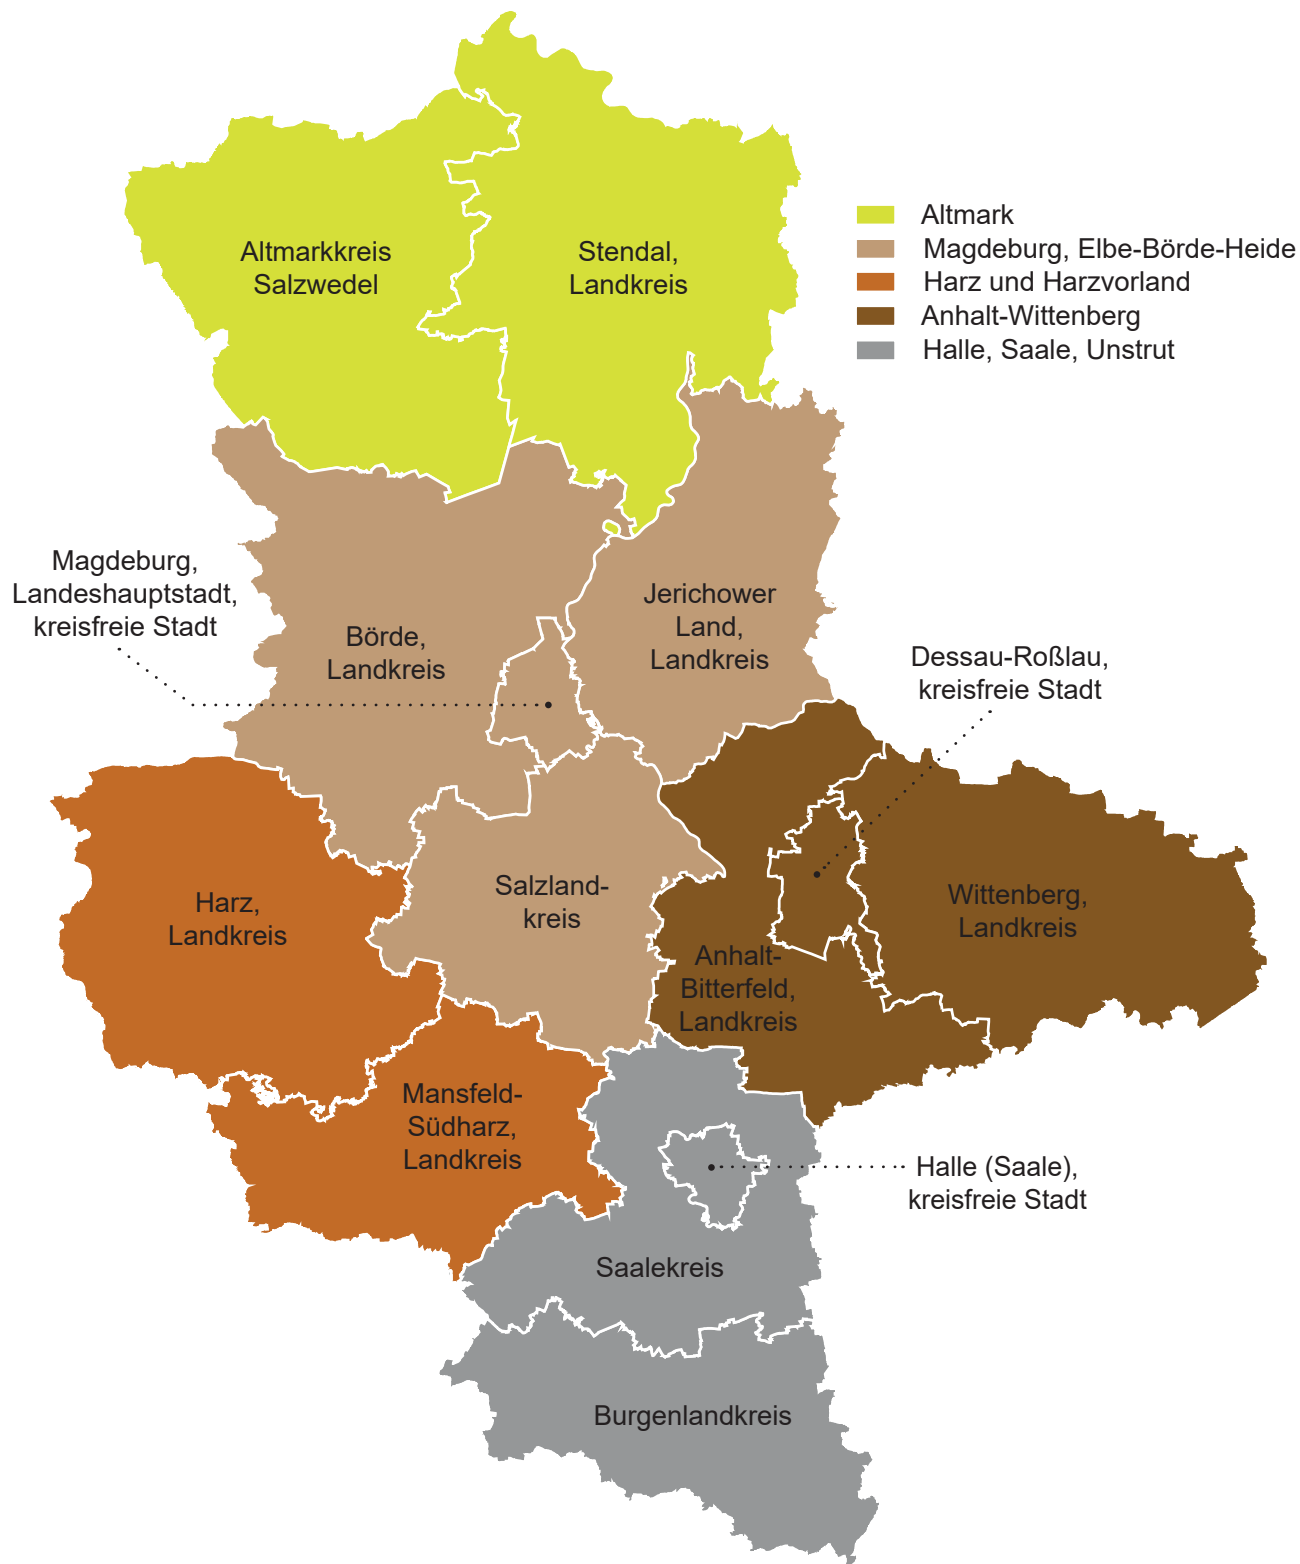 Altmarkkreis
Salzwedel
Stendal,
Landkreis
Altmark
Magdeburg, Elbe-Börde-Heide
Harz und Harzvorland
Anhalt-Wittenberg
Halle, Saale, Unstrut
Magdeburg,
Landeshauptstadt,
kreisfreie Stadt
Börde,
Landkreis
Jerichower
Land,
Landkreis
Dessau-Roßlau,
kreisfreie Stadt
Harz,
Landkreis
Salzland-
kreis
Wittenberg,
Landkreis
Anhalt-
Bitterfeld,
Landkreis
Mansfeld-
Südharz,
Landkreis
Halle (Saale),
kreisfreie Stadt
Saalekreis
Burgenlandkreis